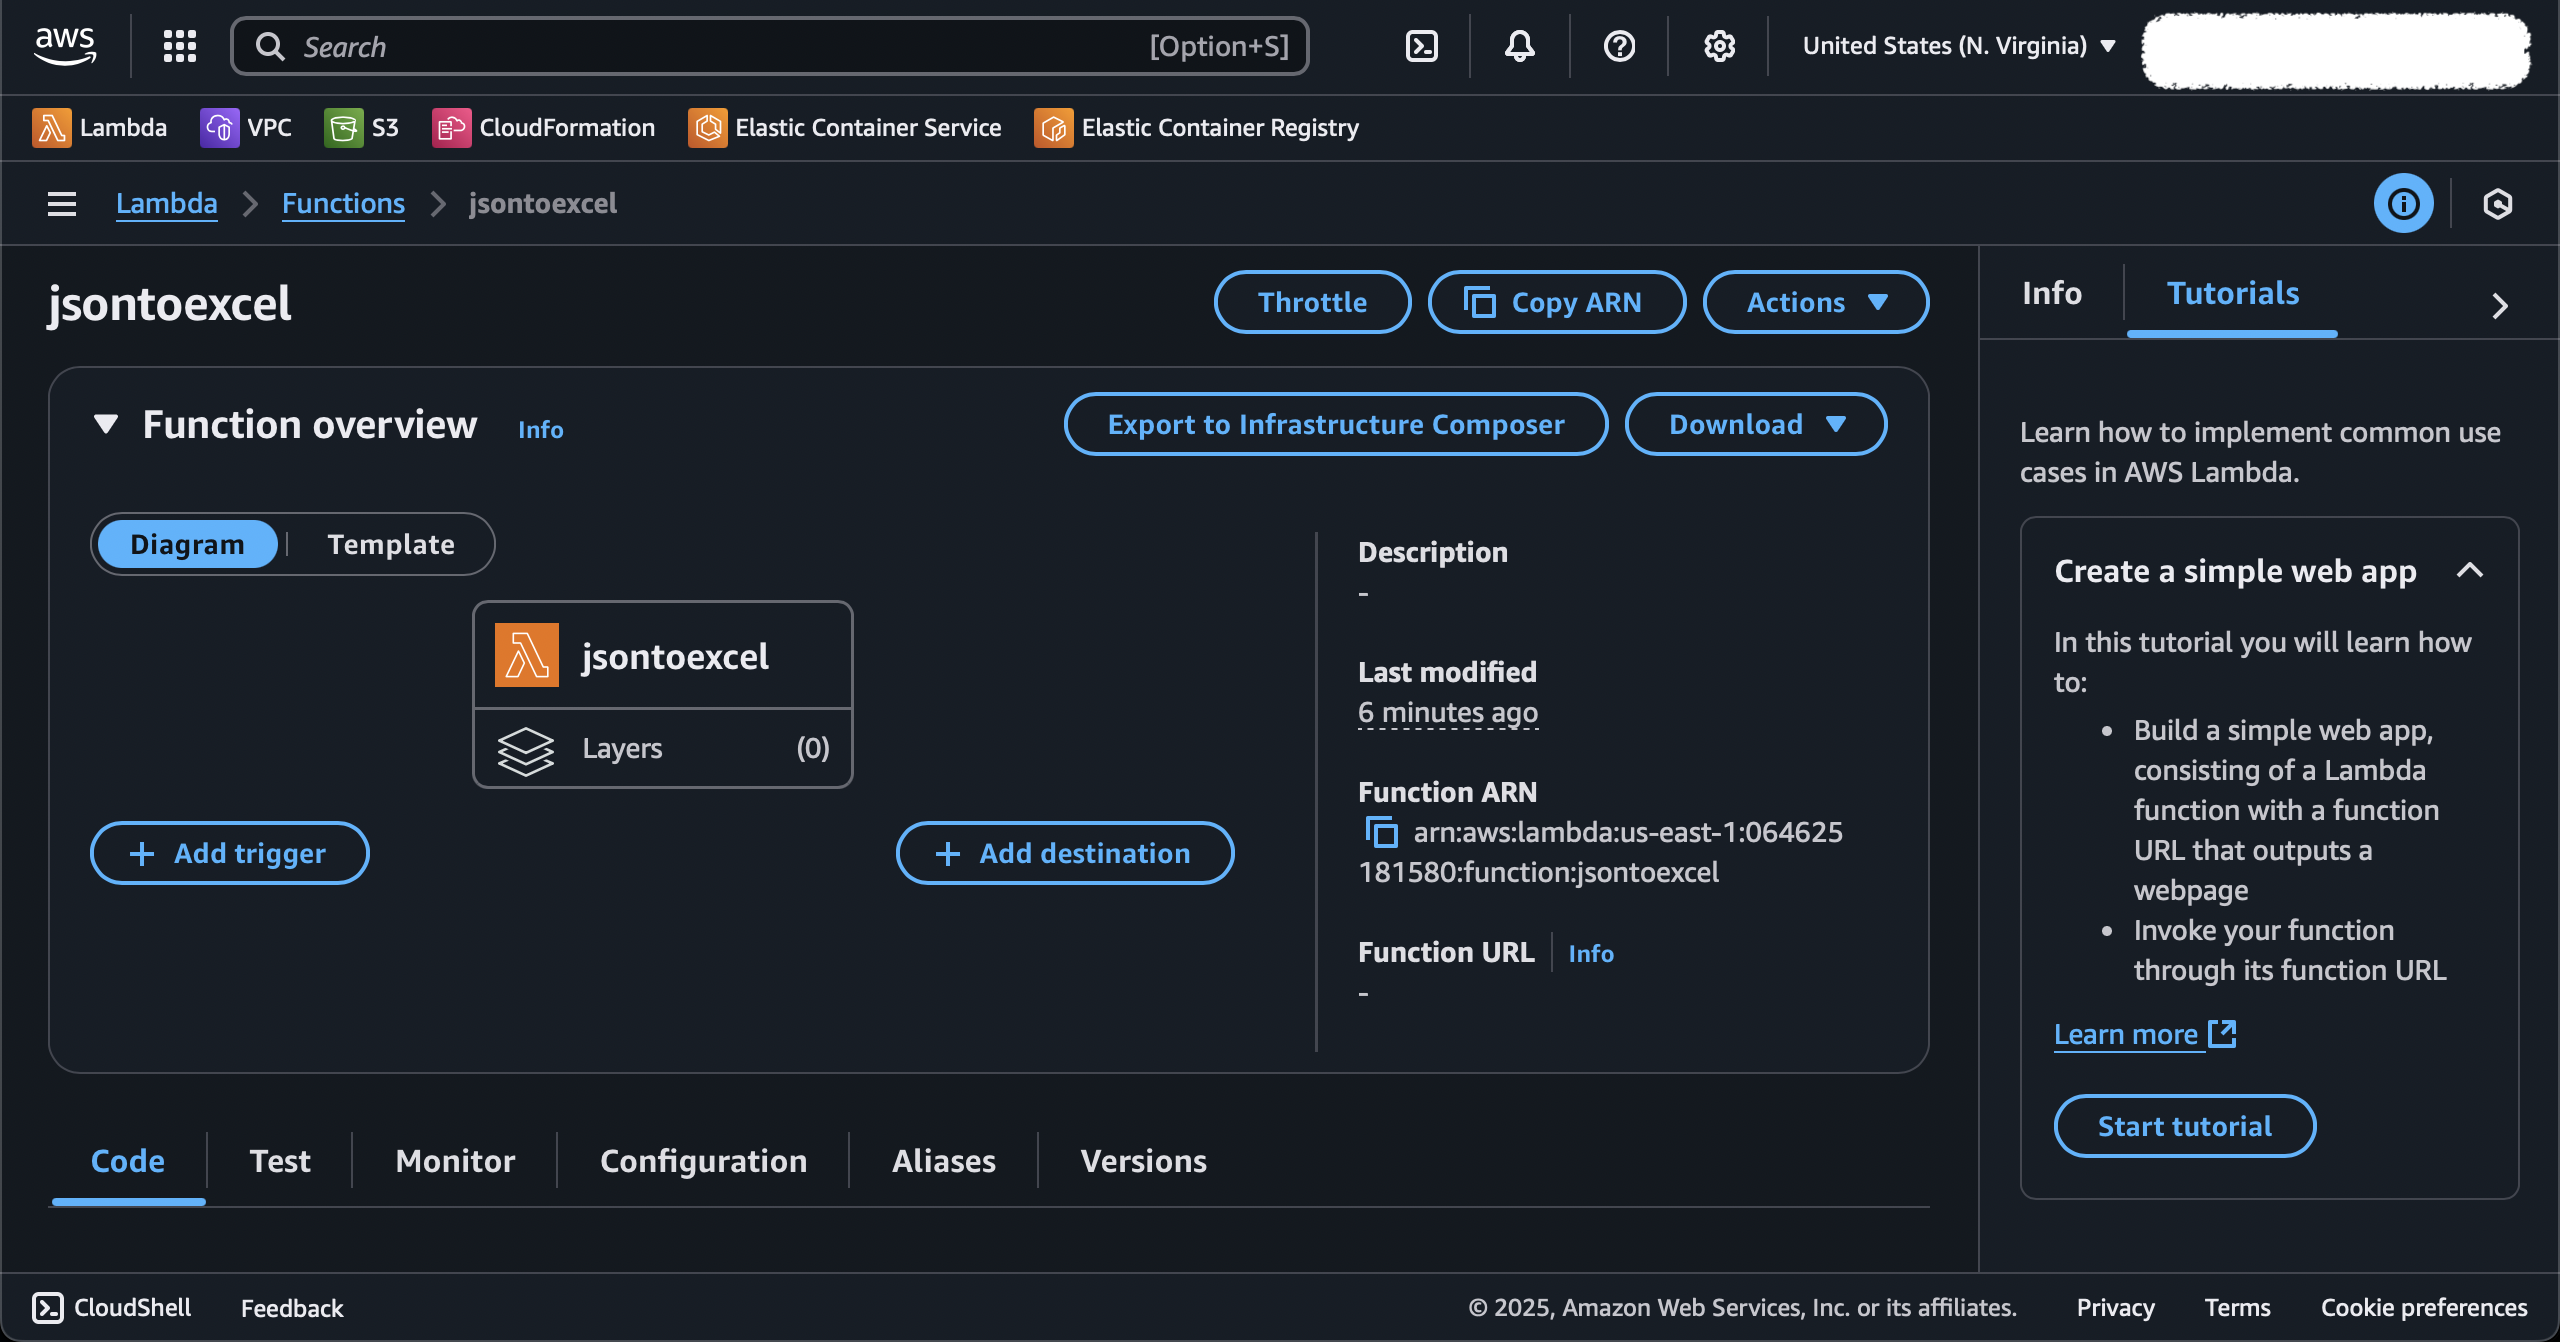 aws
Search [Option+S]
United States (N. Virginia)
Lambda VPC S3 CloudFormation Elastic Container Service Elastic Container Registry
Lambda Functions jsontoexcel
jsontoexcel
Throttle Copy ARN Actions
Function overview Info
Export to Infrastructure Composer Download
Diagram Template
jsontoexcel
Layers (0)
+ Add trigger
+ Add destination
Description
-
Last modified
6 minutes ago
Function ARN
arn:aws:lambda:us-east-1:064625
181580:function:jsontoexcel
Function URL Info
-
Code Test Monitor Configuration Aliases Versions
Info Tutorials
Learn how to implement common use
cases in AWS Lambda.
Create a simple web app
In this tutorial you will learn how
to:
• Build a simple web app,
consisting of a Lambda
function with a function
URL that outputs a
webpage
• Invoke your function
through its function URL
Learn more
Start tutorial
CloudShell Feedback
© 2025, Amazon Web Services, Inc. or its affiliates. Privacy Terms Cookie preferences